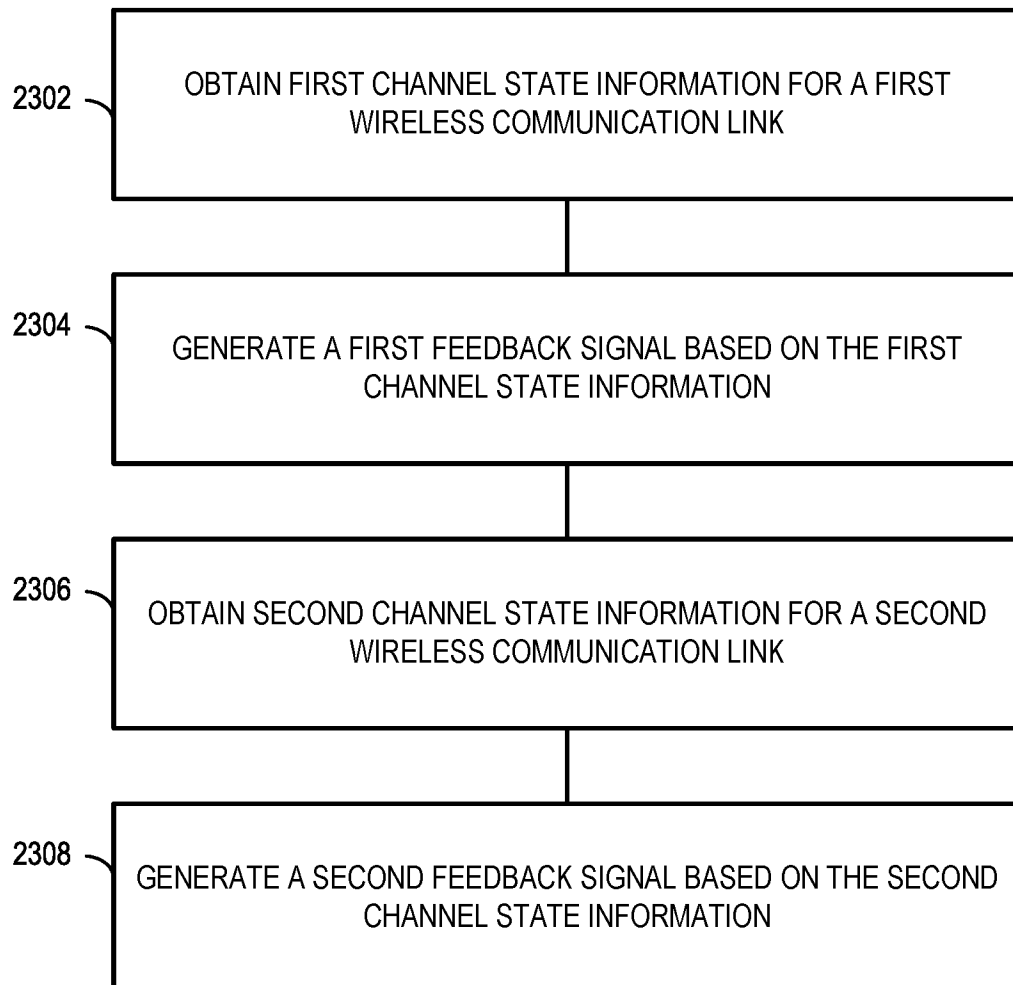 2302
OBTAIN FIRST CHANNEL STATE INFORMATION FOR A FIRST
WIRELESS COMMUNICATION LINK
2304
GENERATE A FIRST FEEDBACK SIGNAL BASED ON THE FIRST
CHANNEL STATE INFORMATION
2306
OBTAIN SECOND CHANNEL STATE INFORMATION FOR A SECOND
WIRELESS COMMUNICATION LINK
2308
GENERATE A SECOND FEEDBACK SIGNAL BASED ON THE SECOND
CHANNEL STATE INFORMATION